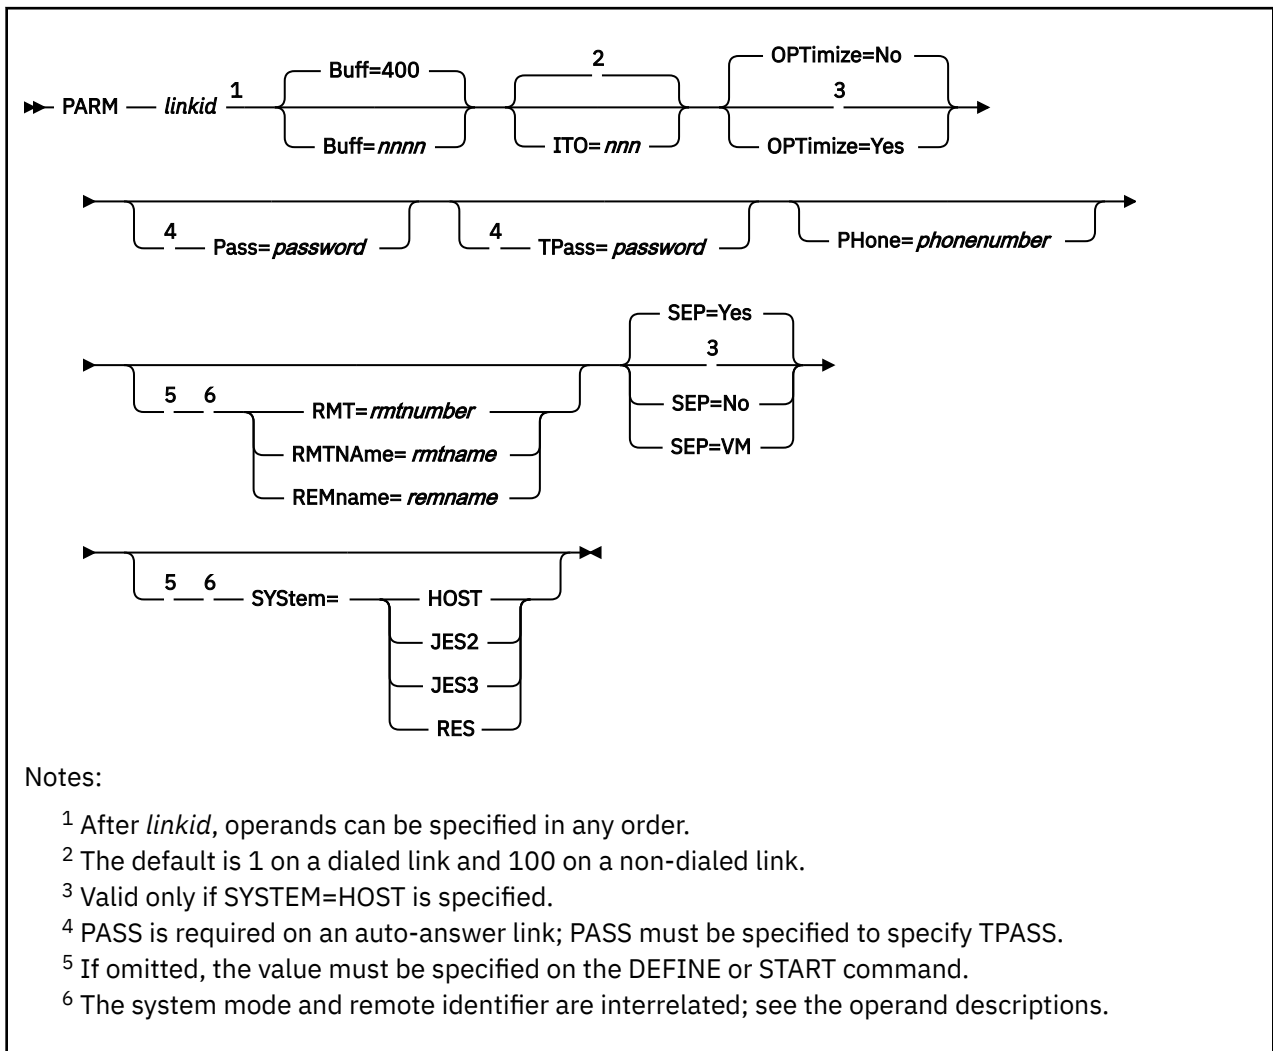 OPTimize=No
Buff=400 2
PARM linkid 1 3
Buff=nnnn ITO=nnn OPTimize=Yes
4 Pass=password 4 TPass=password PHone=phonenumber
SEP=Yes
3
5 6 RMT=rmtnumber SEP=No
RMTNAme=rmtname SEP=VM
REMname=remname
5 6 SYStem= HOST
JES2
JES3
RES
Notes:
1 After linkid, operands can be specified in any order.
2 The default is 1 on a dialed link and 100 on a non-dialed link.
3 Valid only if SYSTEM=HOST is specified.
4 PASS is required on an auto-answer link; PASS must be specified to specify TPASS.
5 If omitted, the value must be specified on the DEFINE or START command.
6 The system mode and remote identifier are interrelated; see the operand descriptions.